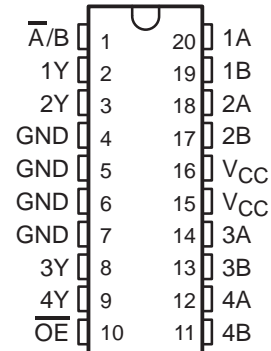 A̅/B 1 20 1A
1Y 2 19 1B
2Y 3 18 2A
GND 4 17 2B
GND 5 16 VCC
GND 6 15 VCC
GND 7 14 3A
3Y 8 13 3B
4Y 9 12 4A
O̅E̅ 10 11 4B